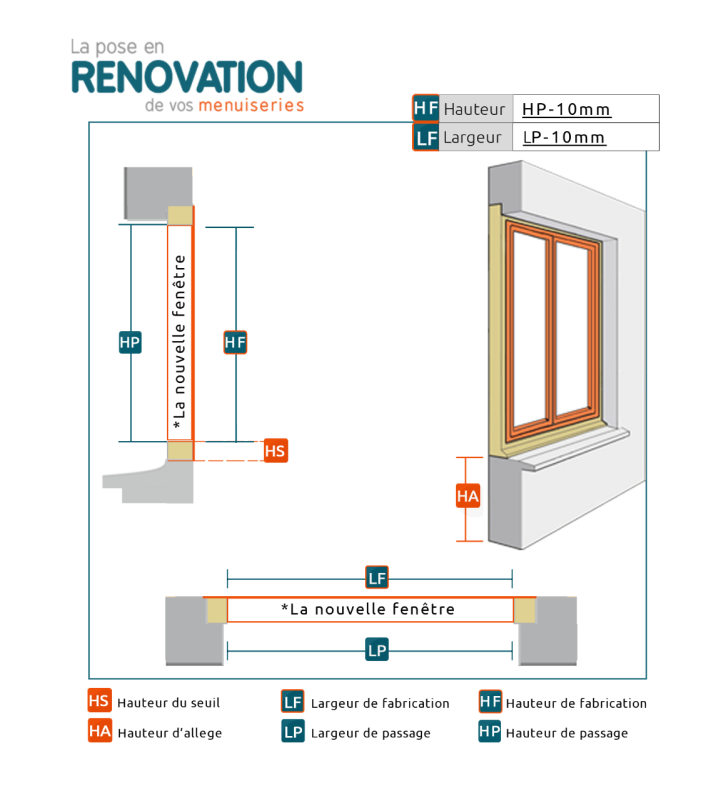 La pose en
RENOVATION
de vos menuiseries
HF Hauteur HP-10mm
LF Largeur LP-10mm
HP
*La nouvelle fenêtre
HF
HS
HA
LF
*La nouvelle fenêtre
LP
HS Hauteur du seuil
LF Largeur de fabrication
HF Hauteur de fabrication
HA Hauteur d'allege
LP Largeur de passage
HP Hauteur de passage